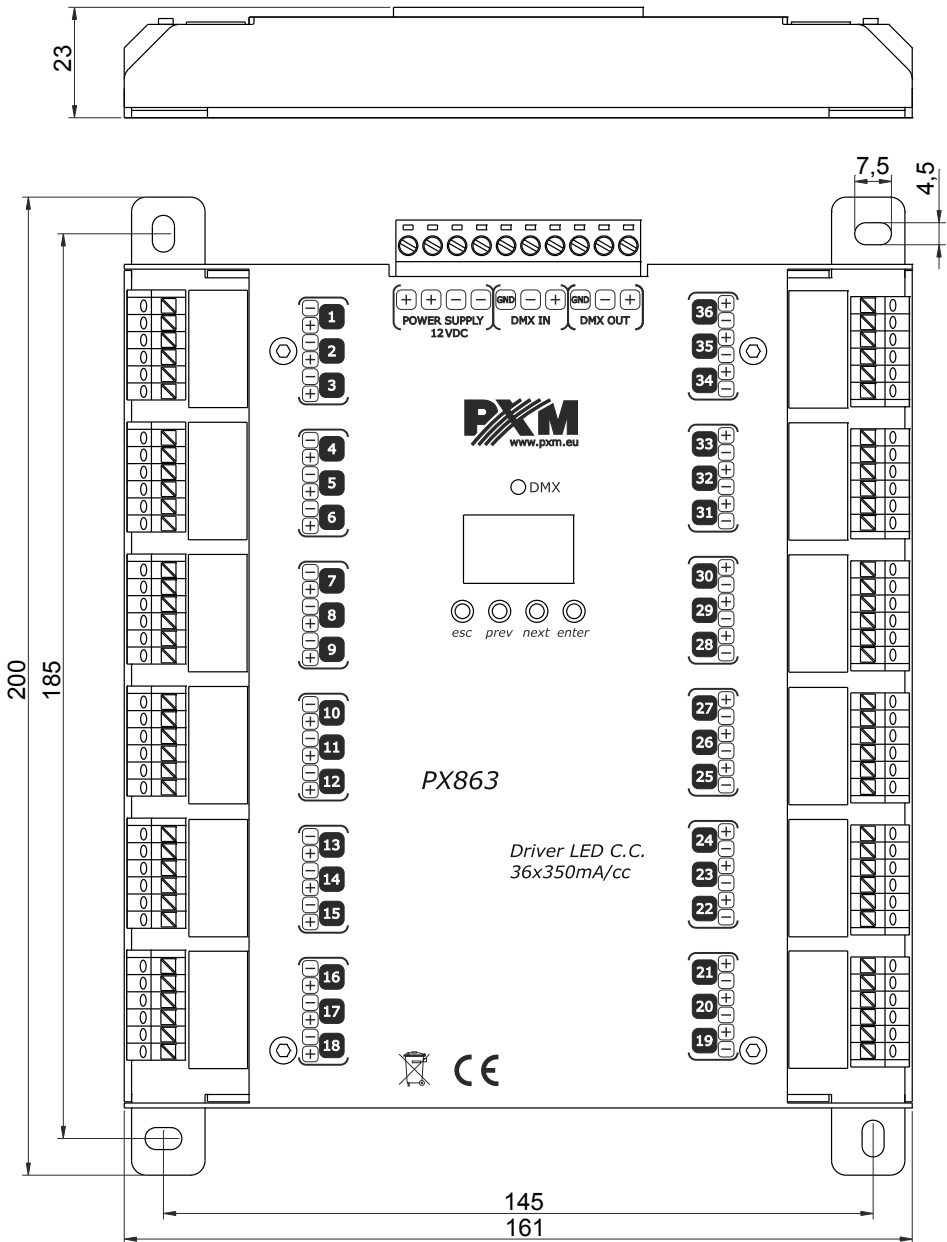 23
7,5
4,5
+ + − − GND − + GND − +
POWER SUPPLY DMX IN DMX OUT
12VDC
− 1 +
− 2 +
− 3 +
− 4 +
− 5 +
− 6 +
− 7 +
− 8 +
− 9 +
− 10 +
− 11 +
− 12 +
− 13 +
− 14 +
− 15 +
− 16 +
− 17 +
− 18 +
PXM
www.pxm.eu
DMX
esc prev next enter
PX863
Driver LED C.C.
36x350mA/cc
CE
36 + −
35 + −
34 + −
33 + −
32 + −
31 + −
30 + −
29 + −
28 + −
27 + −
26 + −
25 + −
24 + −
23 + −
22 + −
21 + −
20 + −
19 + −
200
185
145
161